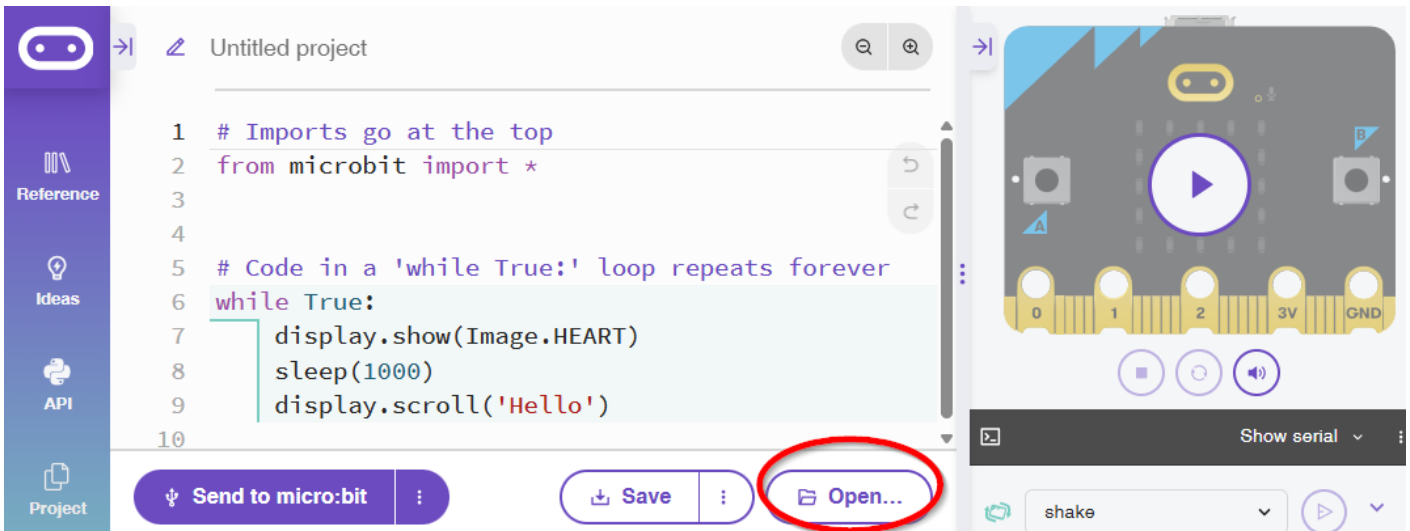 Untitled project
1 # Imports go at the top
2 from microbit import *
3
4
5 # Code in a 'while True:' loop repeats forever
6 while True:
7 display.show(Image.HEART)
8 sleep(1000)
9 display.scroll('Hello')
10
Reference
Ideas
API
Project
Send to micro:bit
Save
Open...
B
A
0 1 2 3V GND
Show serial
shake